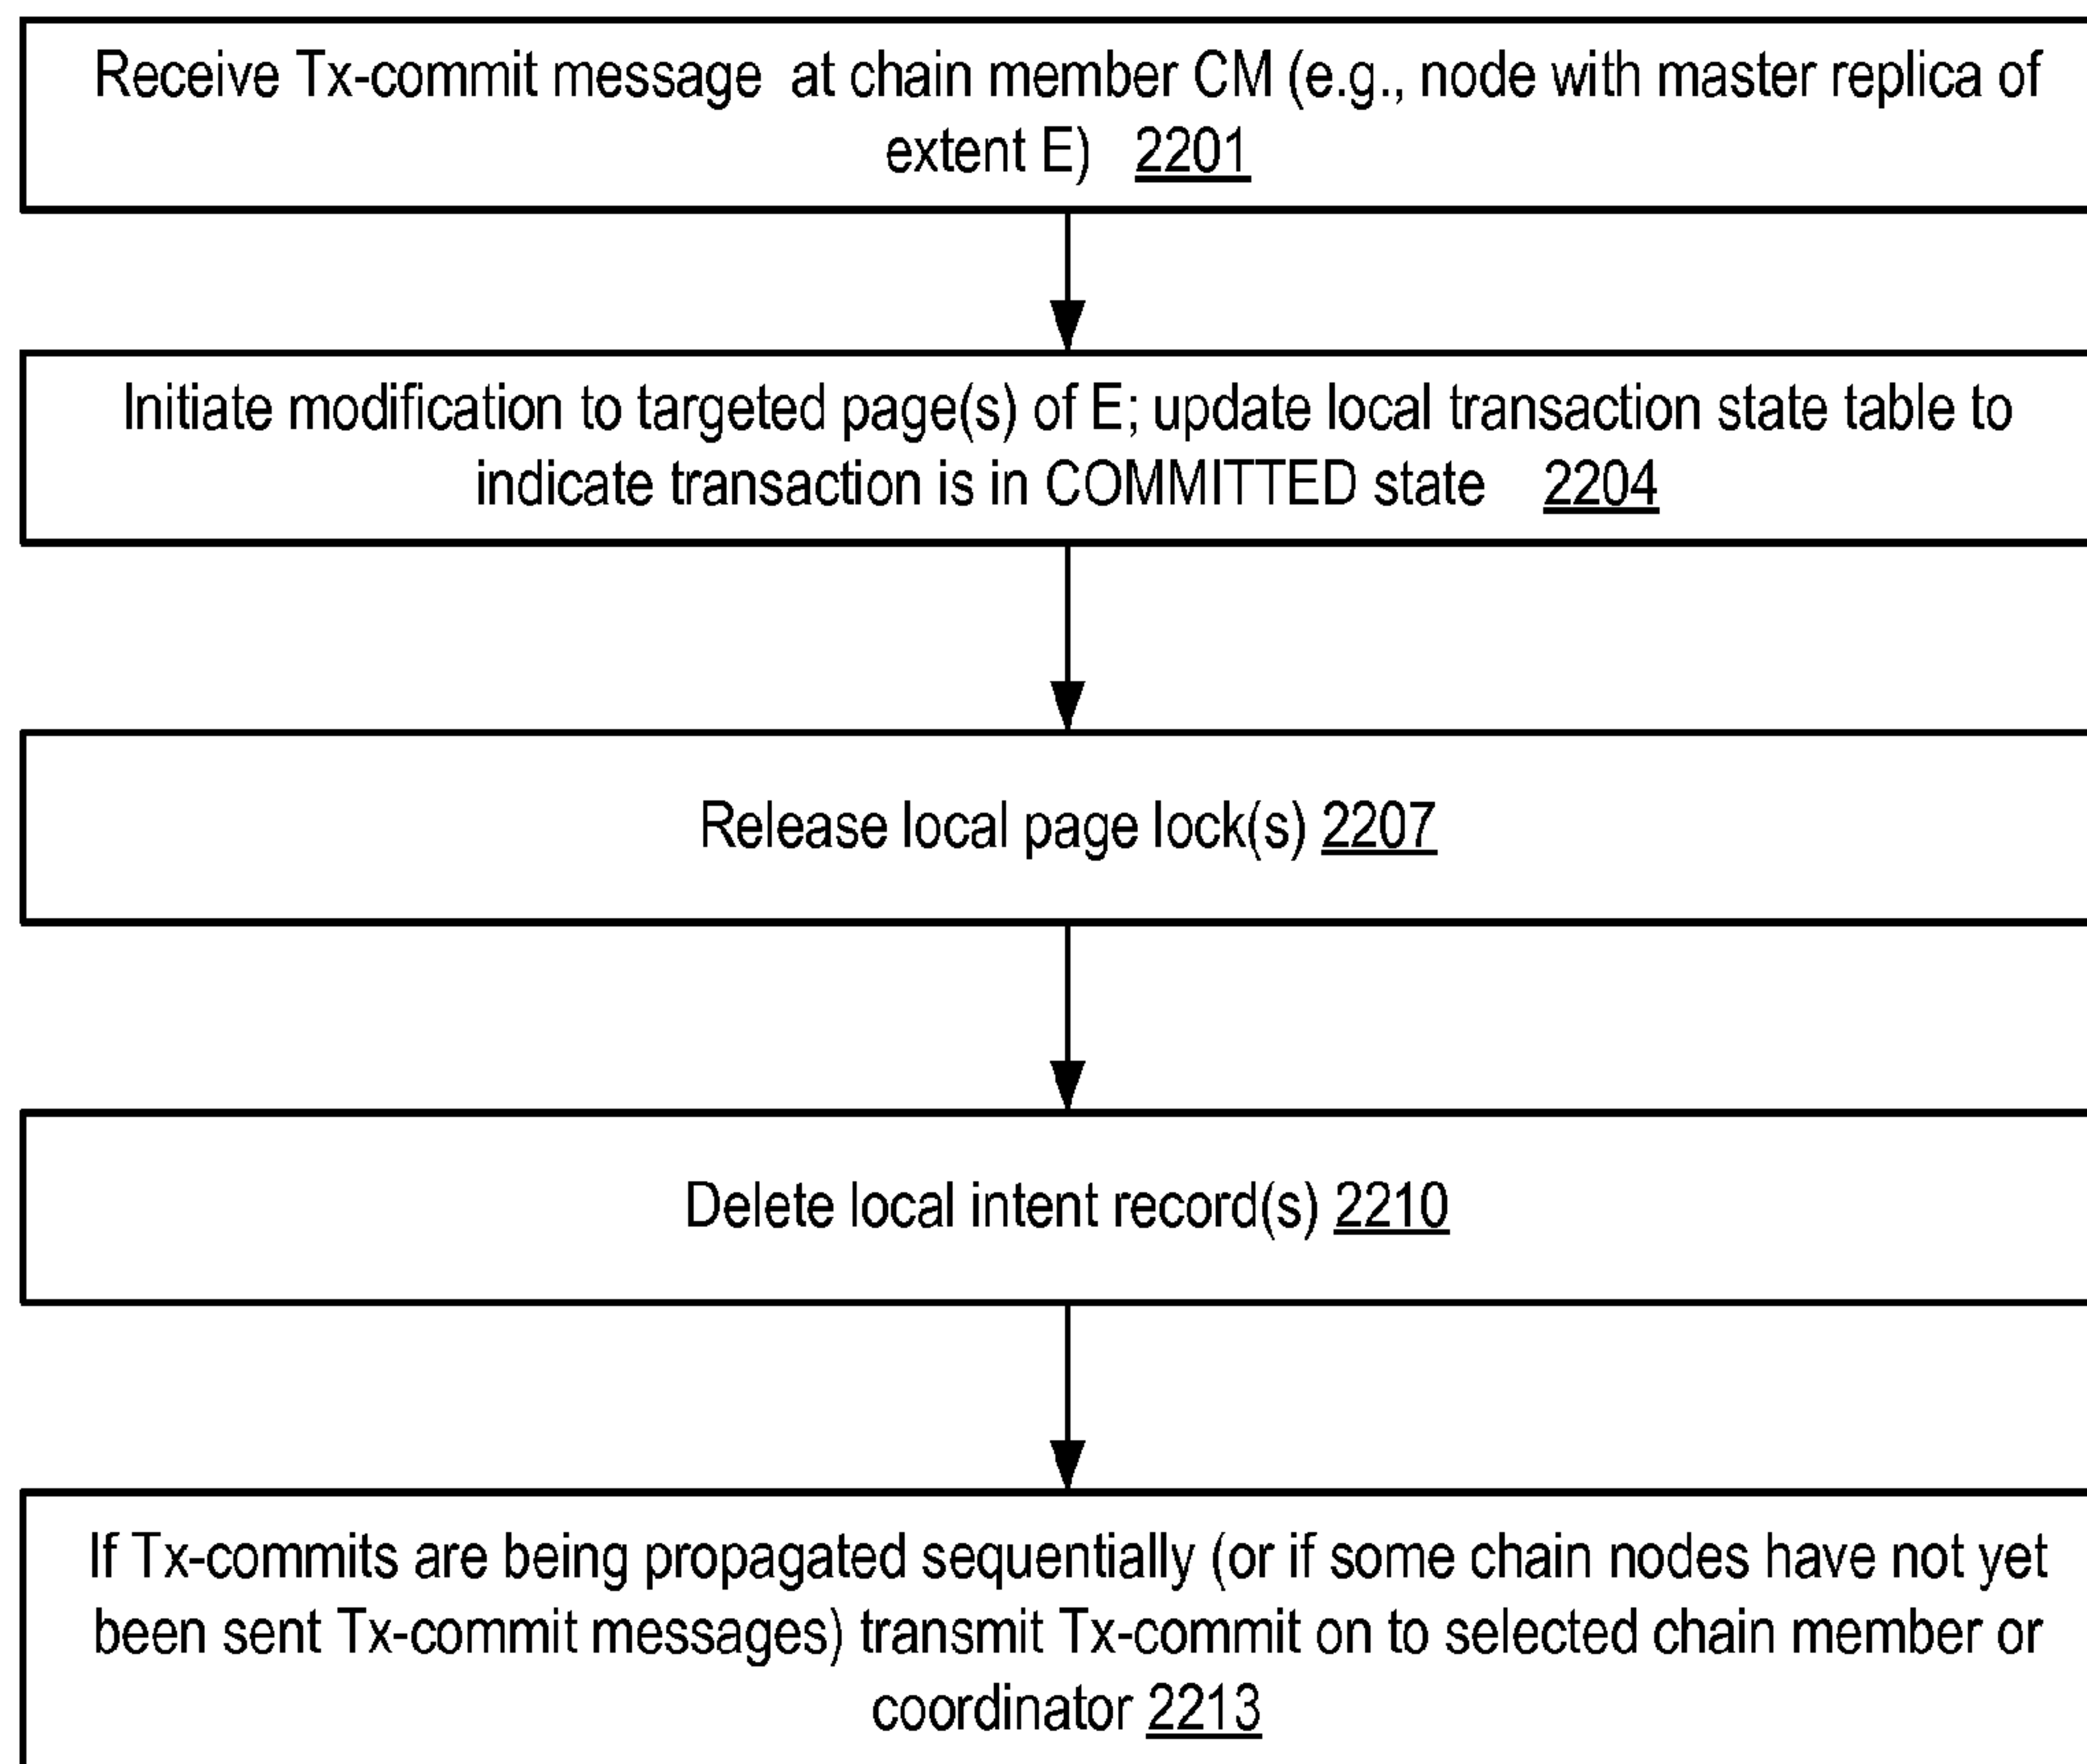 Receive Tx-commit message at chain member CM (e.g., node with master replica of
extent E) 2201
Initiate modification to targeted page(s) of E; update local transaction state table to
indicate transaction is in COMMITTED state 2204
Release local page lock(s) 2207
Delete local intent record(s) 2210
If Tx-commits are being propagated sequentially (or if some chain nodes have not yet
been sent Tx-commit messages) transmit Tx-commit on to selected chain member or
coordinator 2213